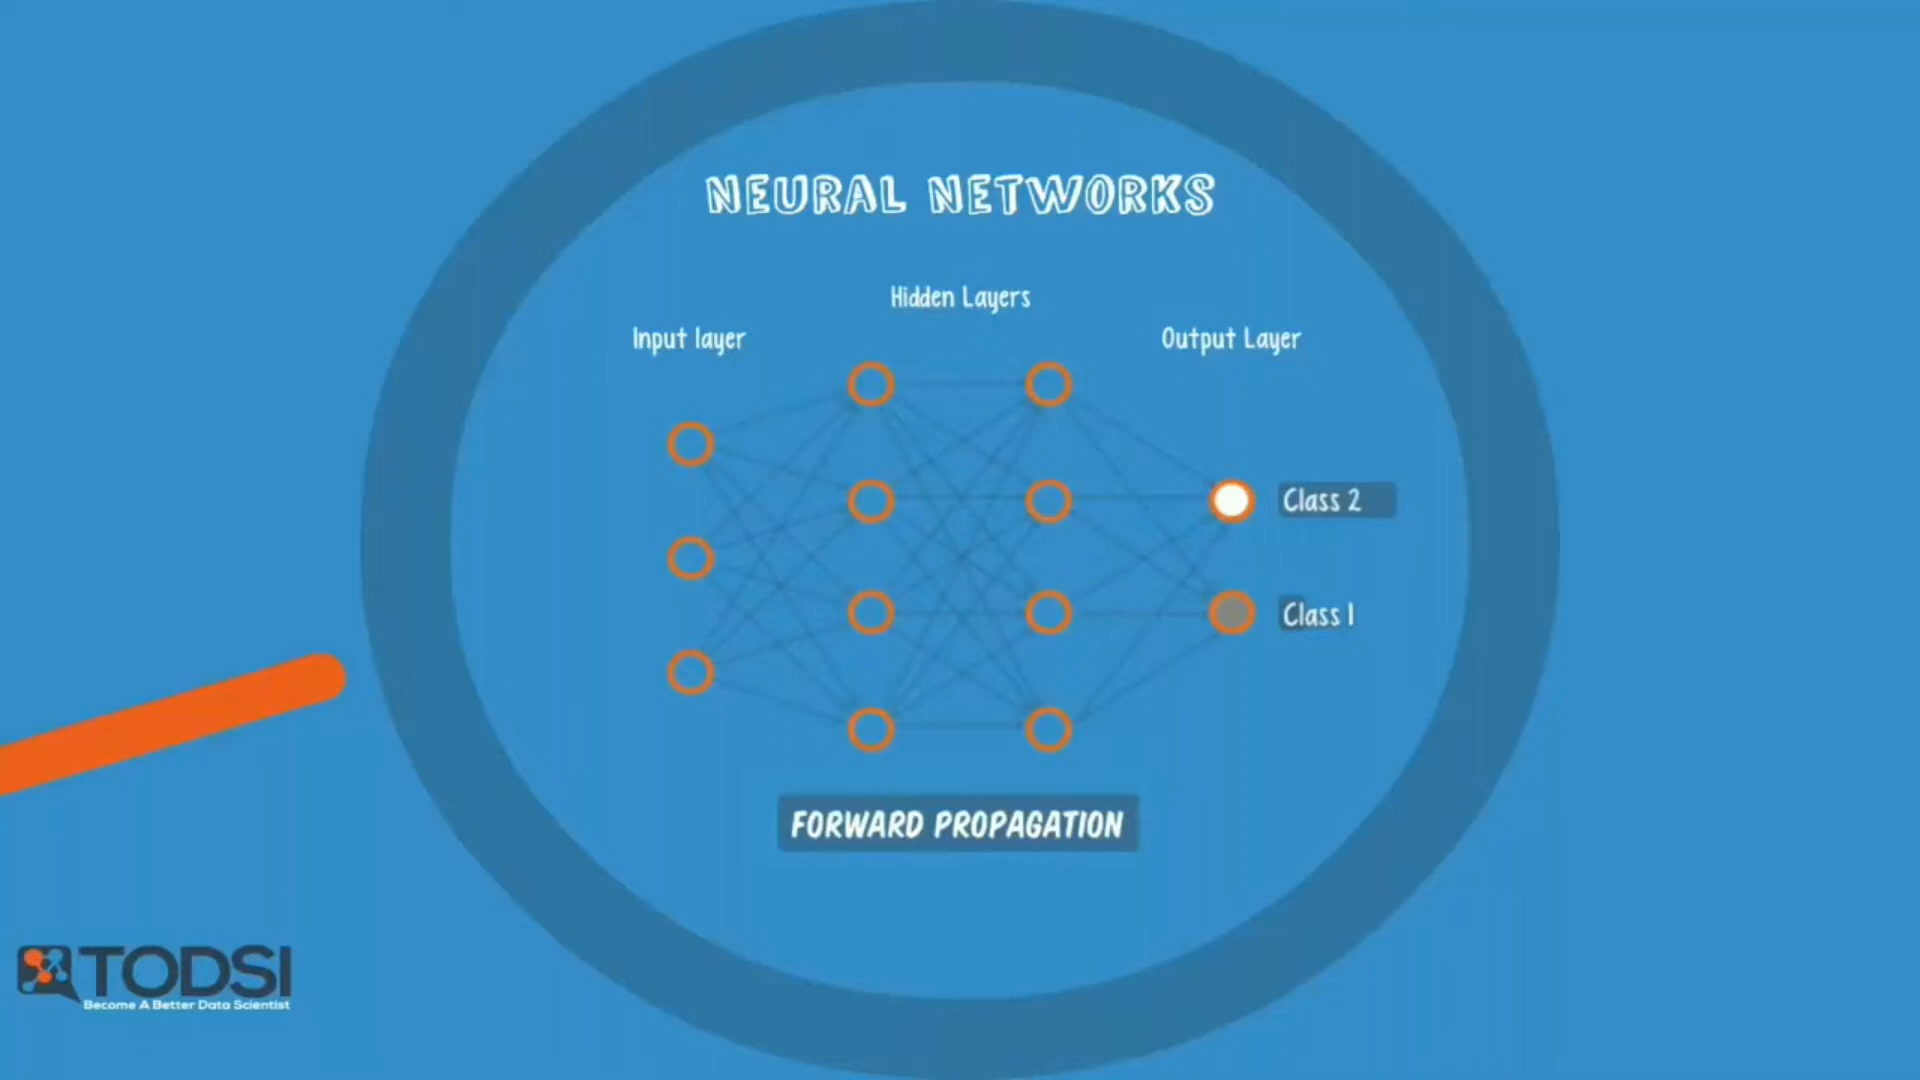 NEURAL NETWORKS
Hidden Layers
Input layer
Output Layer
Class 2
Class 1
FORWARD PROPAGATION
TODSI
Become A Better Data Scientist